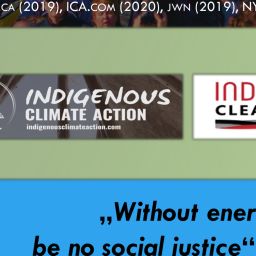 ICA (2019), ICA.COM (2020), JWN (2019), NY
INDIGENOUS
CLIMATE ACTION
indigenousclimateaction.com
IND
CLEA
„Without ener
be no social justice“